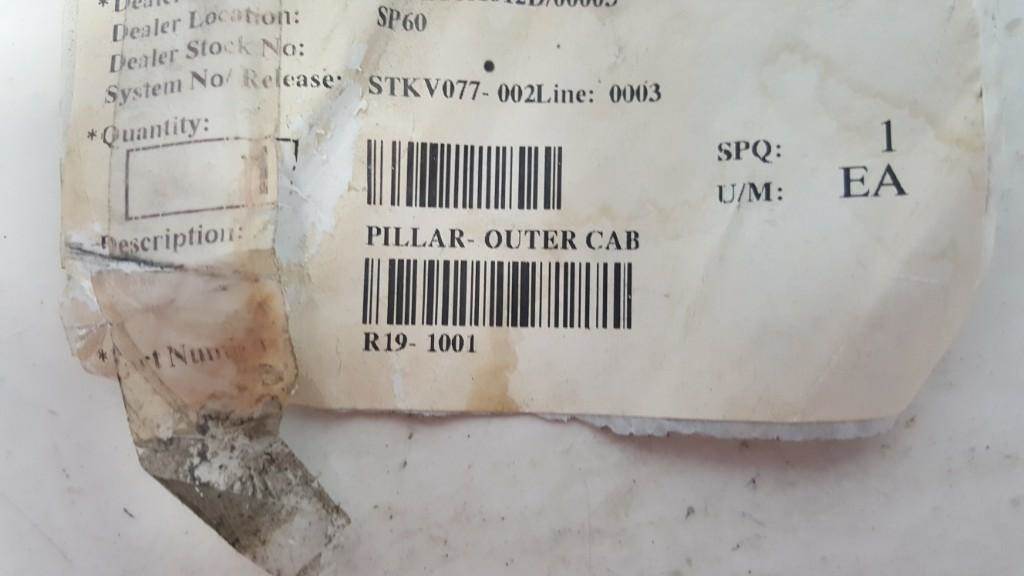 Dealer Location: SP60
Dealer Stock No:
System No/ Release: STKV077- 002Line: 0003
*Quantity:
SPQ: 1
U/M: EA
Description: PILLAR- OUTER CAB
R19- 1001